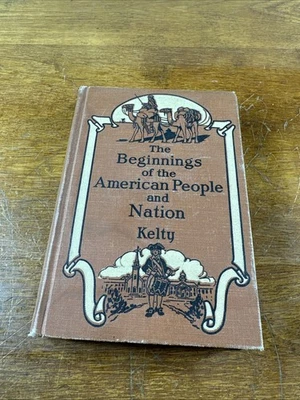 The
Beginnings
of the
American People
and
Nation
Kelty